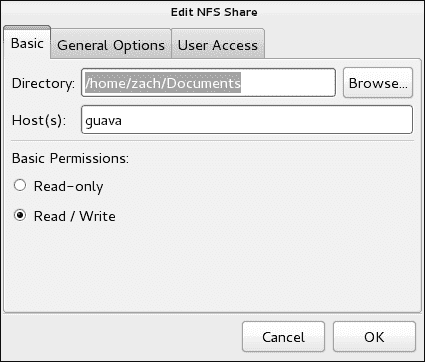 Edit NFS Share
Basic General Options User Access
Directory: /home/zach/Documents Browse...
Host(s): guava
Basic Permissions:
Read-only
Read / Write
Cancel OK